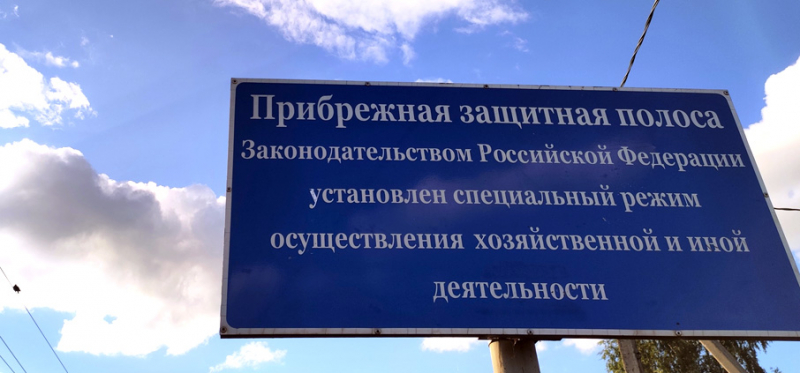 Прибрежная защитная полоса
Законодательством Российской Федерации
установлен специальный режим
осуществления хозяйственной и иной
деятельности